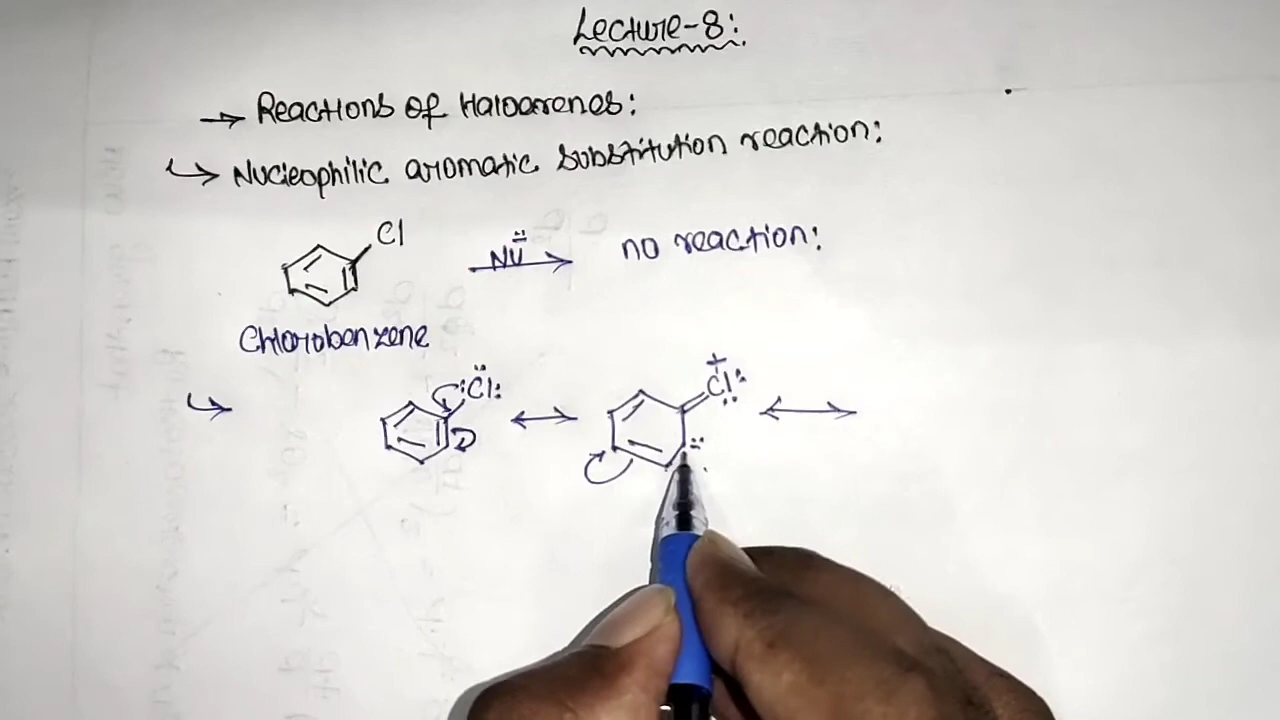 Lecture-8:
→ Reactions of Haloarenes:
↳ Nucleophilic aromatic substitution reaction:
Cl
Nu no reaction:
Chlorobenzene
Cl
Cl